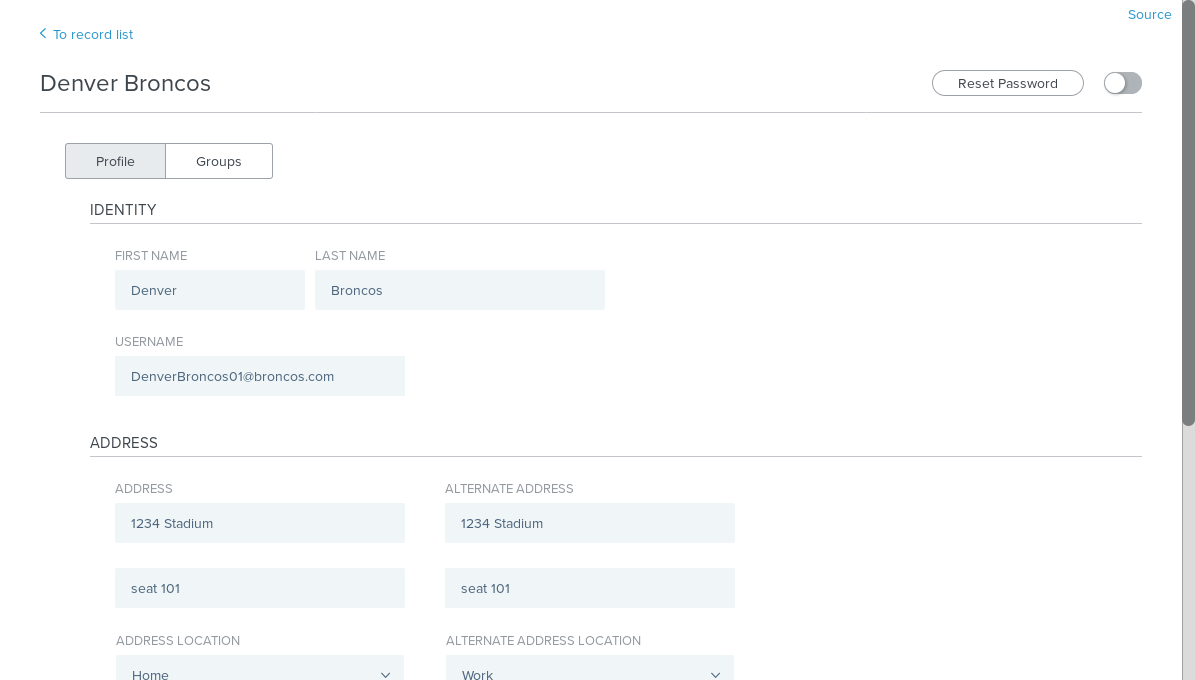 Source
To record list
Denver Broncos
Reset Password
Profile
Groups
IDENTITY
FIRST NAME
LAST NAME
Denver
Broncos
USERNAME
DenverBroncos01@broncos.com
ADDRESS
ADDRESS
ALTERNATE ADDRESS
1234 Stadium
1234 Stadium
seat 101
seat 101
ADDRESS LOCATION
ALTERNATE ADDRESS LOCATION
Home
Work